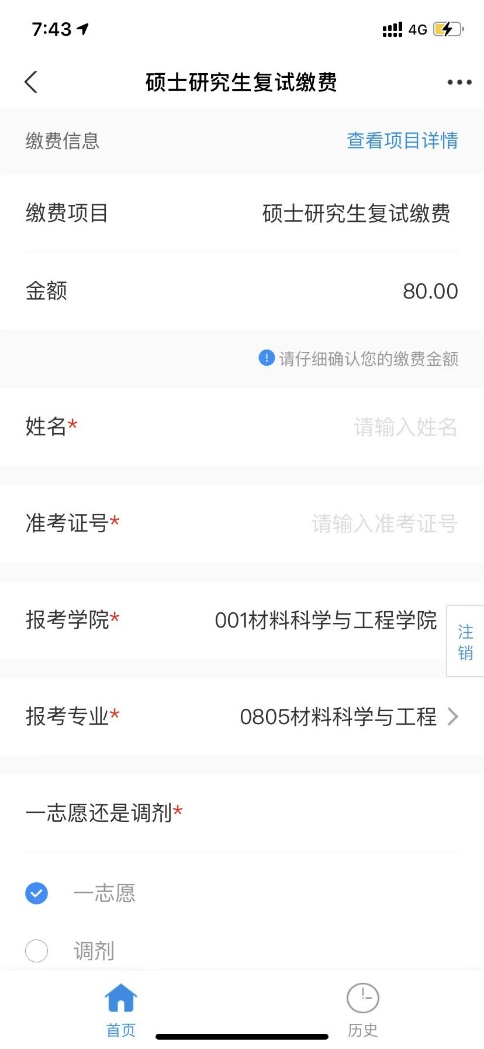 7:43
4G
硕士研究生复试缴费
缴费信息 查看项目详情
缴费项目 硕士研究生复试缴费
金额 80.00
请仔细确认您的缴费金额
姓名* 请输入姓名
准考证号* 请输入准考证号
报考学院* 001材料科学与工程学院
注
销
报考专业* 0805材料科学与工程
一志愿还是调剂*
一志愿
调剂
首页 历史